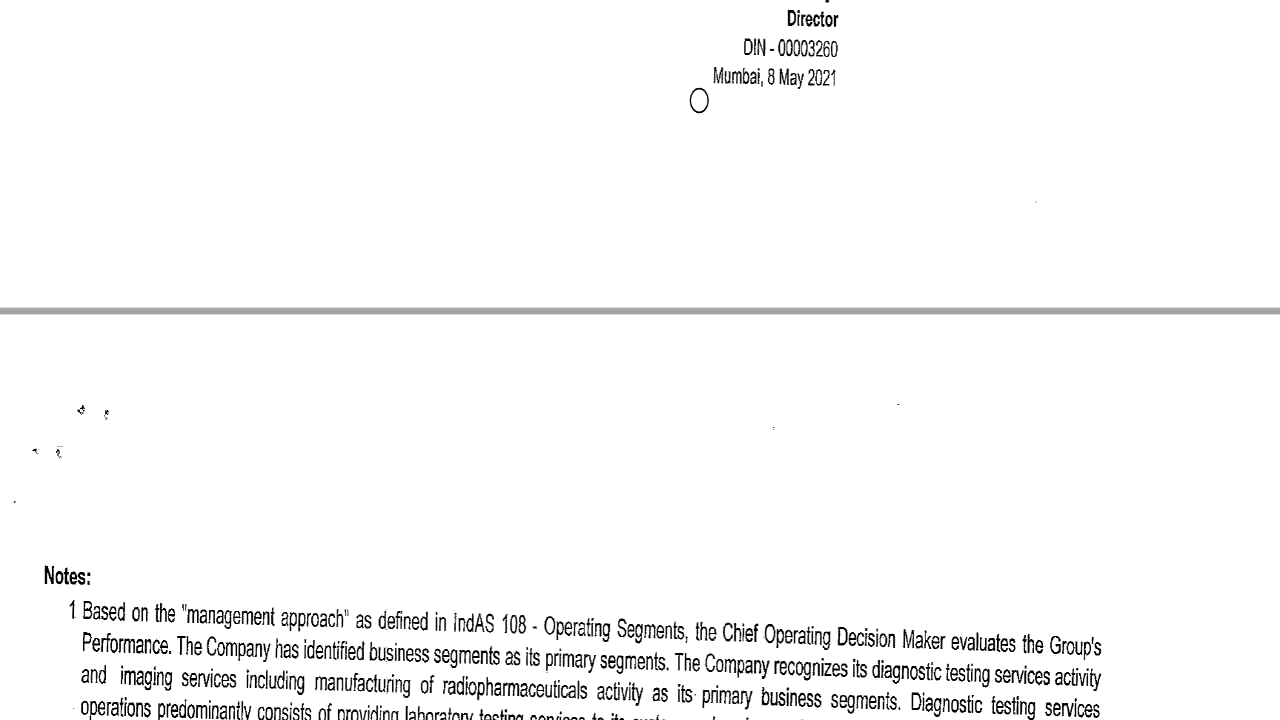 Director
DIN - 00003260
Mumbai, 8 May 2021
Notes:
1 Based on the "management approach" as defined in IndAS 108 - Operating Segments, the Chief Operating Decision Maker evaluates the Group's
Performance. The Company has identified business segments as its primary segments. The Company recognizes its diagnostic testing services activity
and imaging services including manufacturing of radiopharmaceuticals activity as its primary business segments. Diagnostic testing services
operations predominantly consists of providing laboratory testing services to its